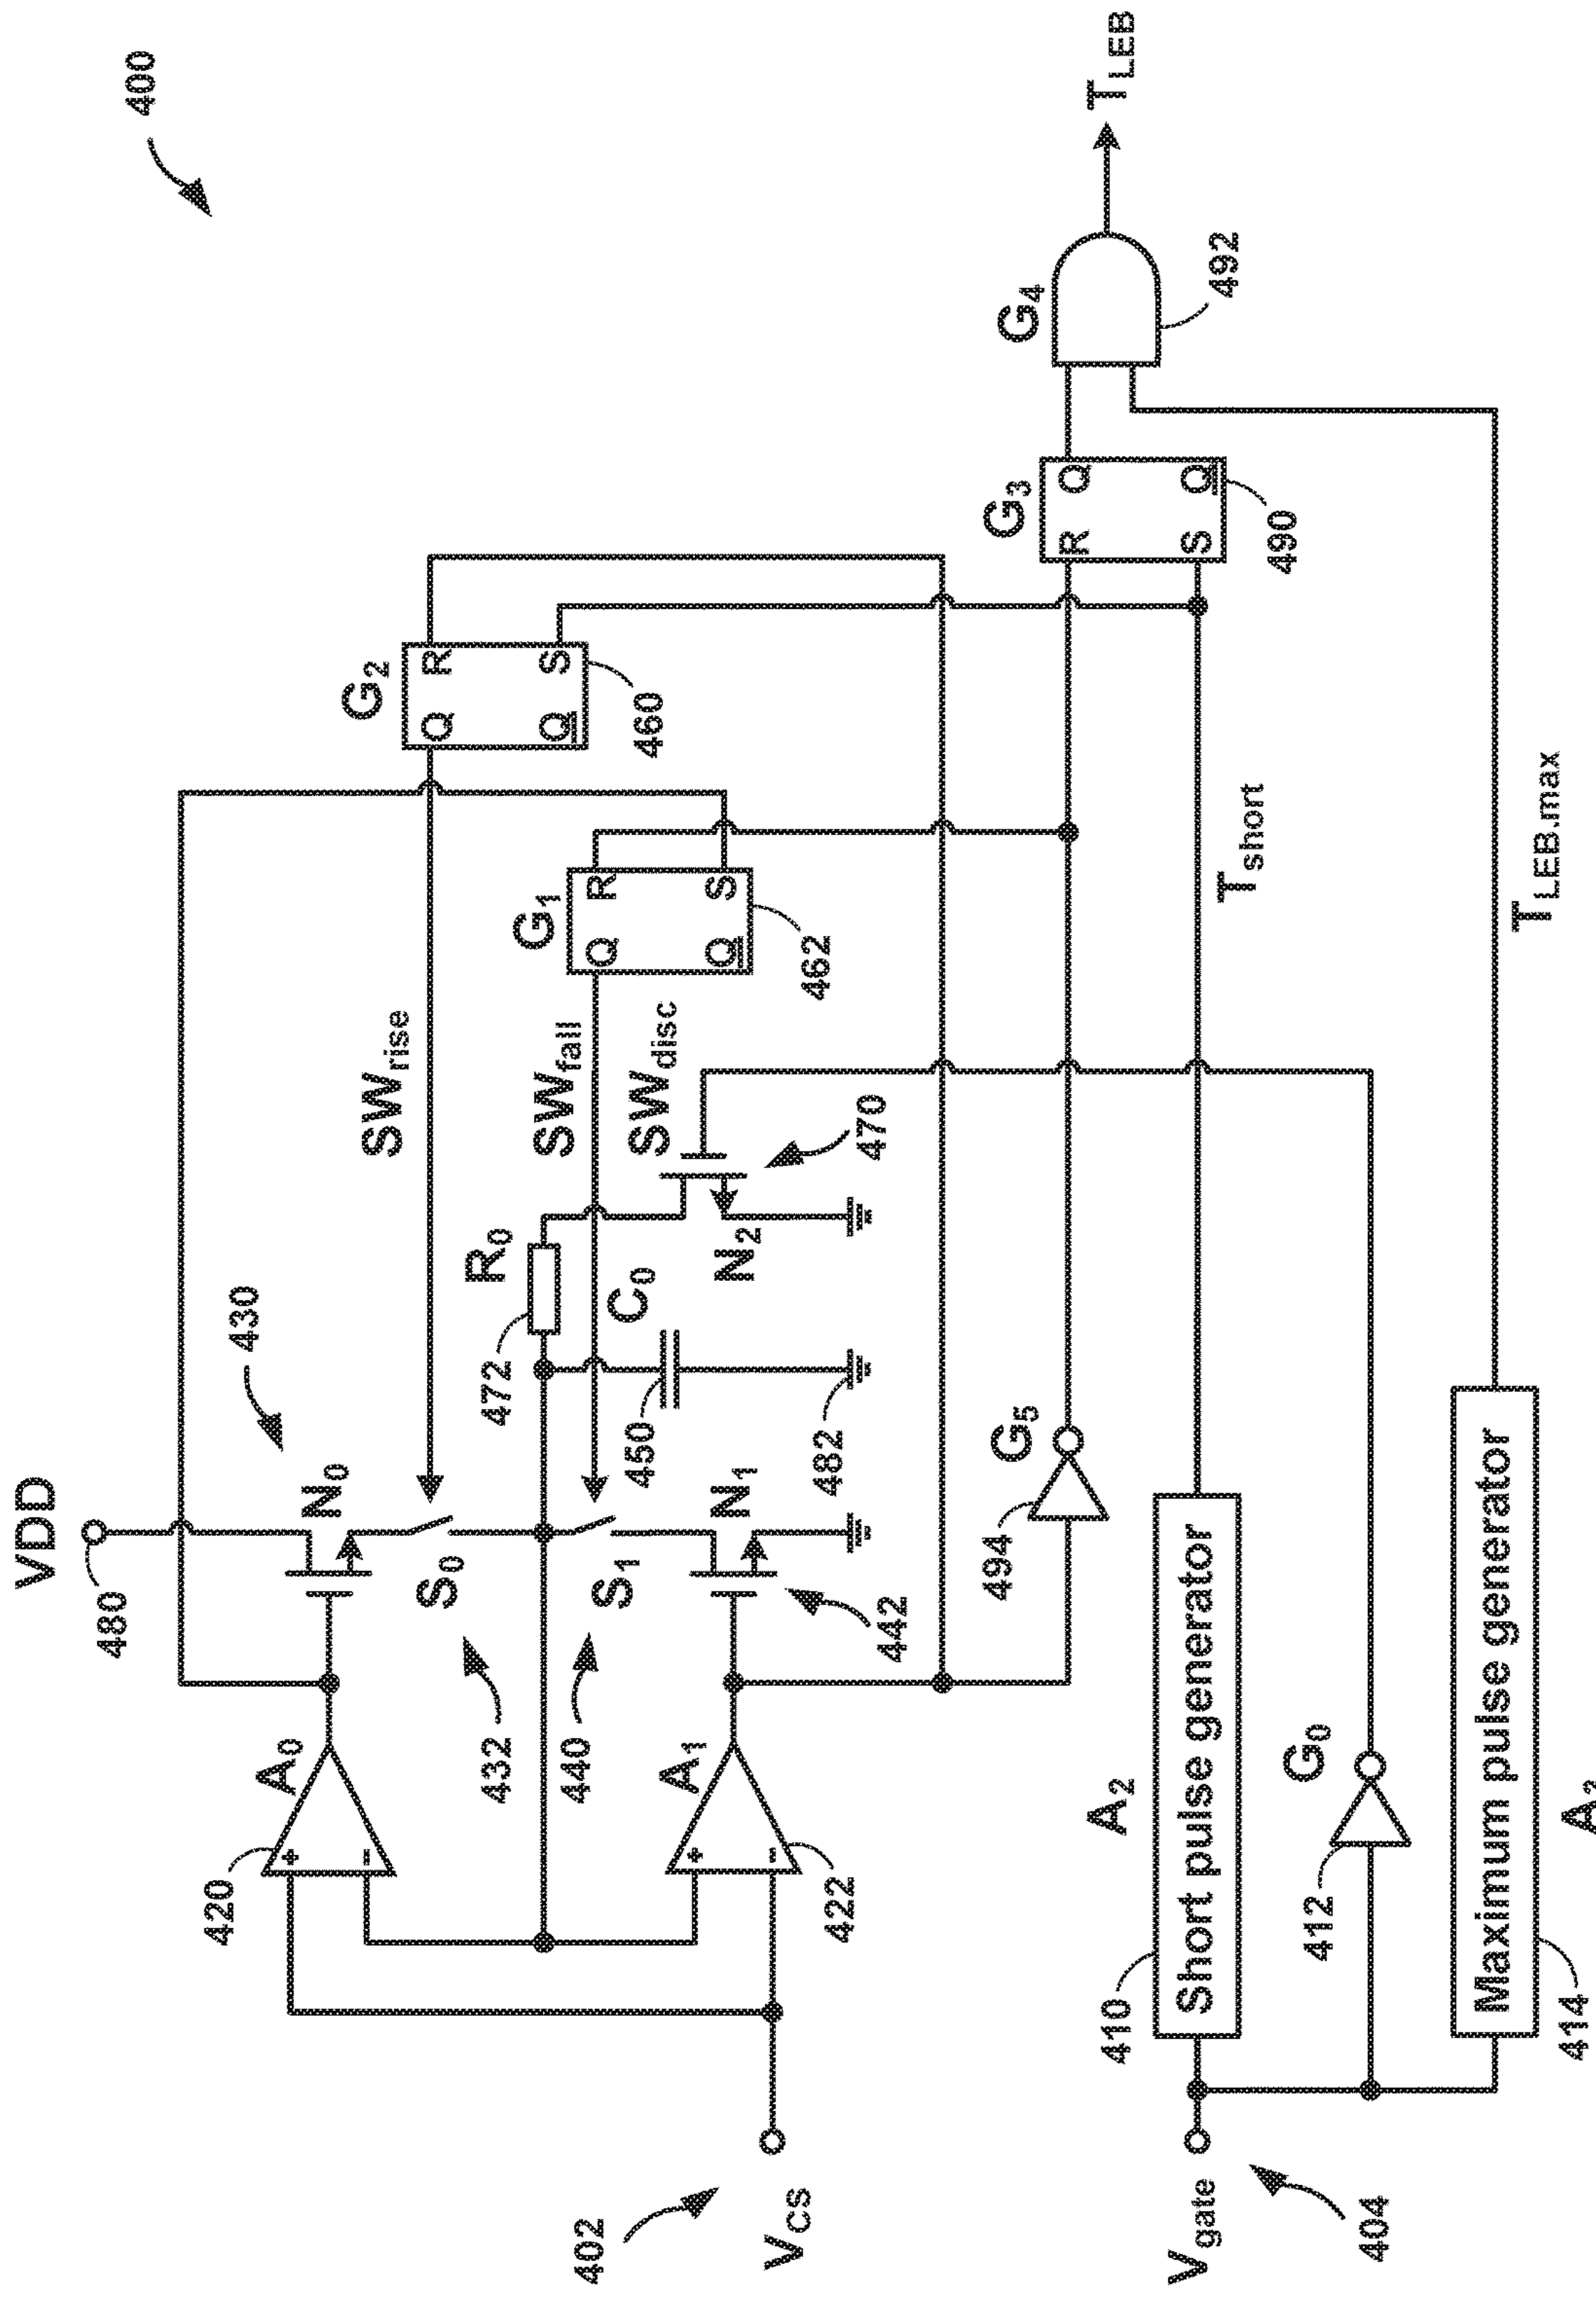 400
VDD
480
430
N₀
SWrise
G₂
Q
R
Q
S
460
420
A₀
+
−
432
S₀
472
R₀
SWfall
G₁
Q
R
Q
S
462
440
S₁
450
C₀
SWdisc
470
N₂
482
A₁
+
−
422
N₁
442
402
VCS
494
G₅
G₃
R
Q
S
Q
490
G₄
492
TLEB
A₂
410
Short pulse generator
Tshort
Vgate
404
412
G₀
Maximum pulse generator
TLEB.max
414